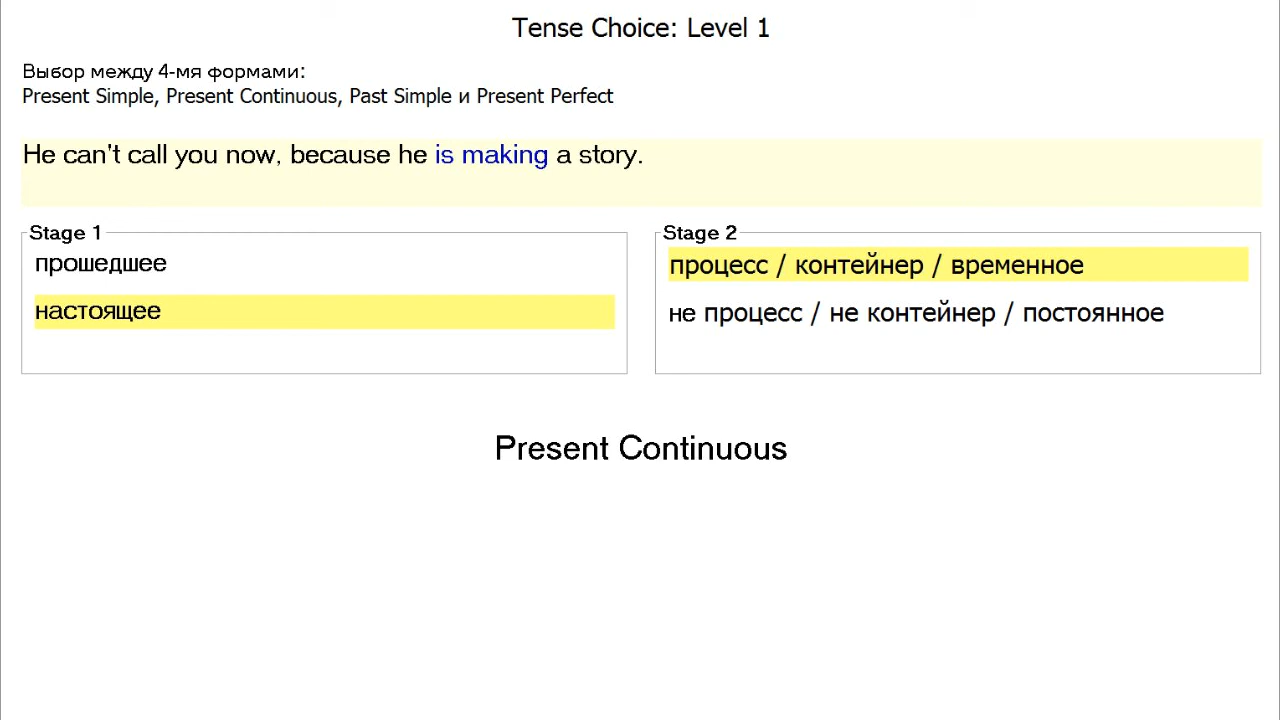 Tense Choice: Level 1
Выбор между 4-мя формами:
Present Simple, Present Continuous, Past Simple и Present Perfect
He can't call you now, because he is making a story.
Stage 1
прошедшее
настоящее
Stage 2
процесс / контейнер / временное
не процесс / не контейнер / постоянное
Present Continuous